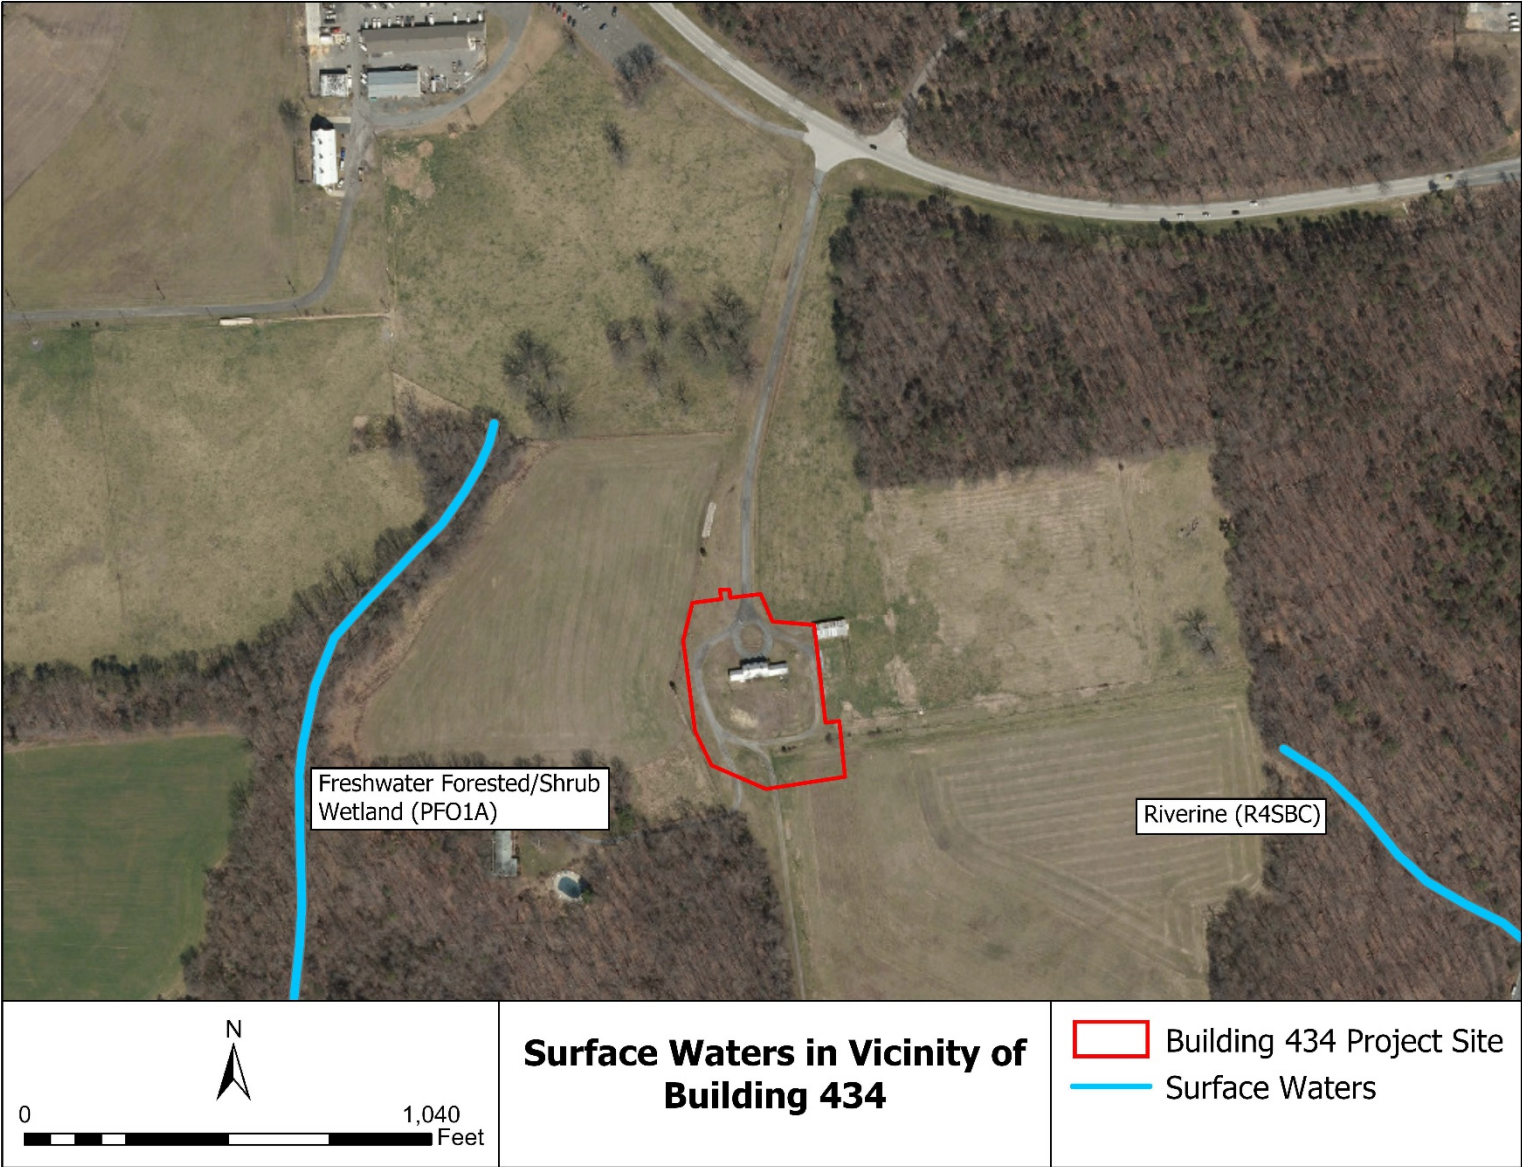 Freshwater Forested/Shrub
Wetland (PFO1A)
Riverine (R4SBC)
N
0 1,040
Feet
Surface Waters in Vicinity of
Building 434
Building 434 Project Site
Surface Waters